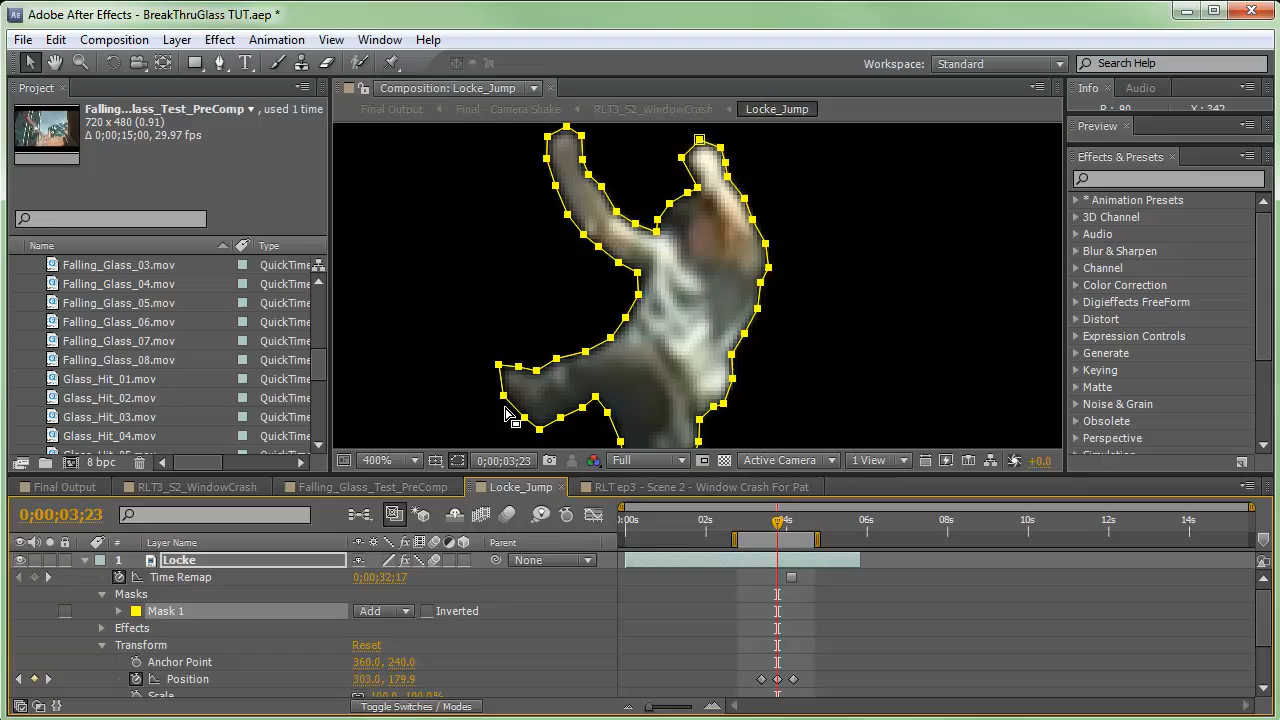 Adobe After Effects - BreakThruGlass TUT.aep *
File Edit Composition Layer Effect Animation View Window Help
Workspace: Standard Search Help
Project
Falling...lass_Test_PreComp ▾, used 1 time
720 x 480 (0.91)
Δ 0;00;15;00, 29.97 fps
Name Type
Falling_Glass_03.mov QuickTime
Falling_Glass_04.mov QuickTime
Falling_Glass_05.mov QuickTime
Falling_Glass_06.mov QuickTime
Falling_Glass_07.mov QuickTime
Falling_Glass_08.mov QuickTime
Glass_Hit_01.mov QuickTime
Glass_Hit_02.mov QuickTime
Glass_Hit_03.mov QuickTime
Glass_Hit_04.mov QuickTime
8 bpc
Composition: Locke_Jump
Final Output Final - Camera Shake RLT3_S2_WindowCrash Locke_Jump
400% 0;00;03;23 Full Active Camera 1 View +0.0
Info Audio
R: 90 Y: 342
Preview
Effects & Presets
* Animation Presets
3D Channel
Audio
Blur & Sharpen
Channel
Color Correction
Digieffects FreeForm
Distort
Expression Controls
Generate
Keying
Matte
Noise & Grain
Obsolete
Perspective
Final Output RLT3_S2_WindowCrash Falling_Glass_Test_PreComp Locke_Jump RLT ep3 - Scene 2 - Window Crash For Pat
0;00;03;23
:00s 02s 4s 06s 08s 10s 12s 14s
# Layer Name Parent
1 Locke None
Time Remap 0;00;32;17
Masks
Mask 1 Add Inverted
Effects
Transform Reset
Anchor Point 360.0, 240.0
Position 303.0, 179.9
Scale 100.0, 100.0%
Toggle Switches / Modes